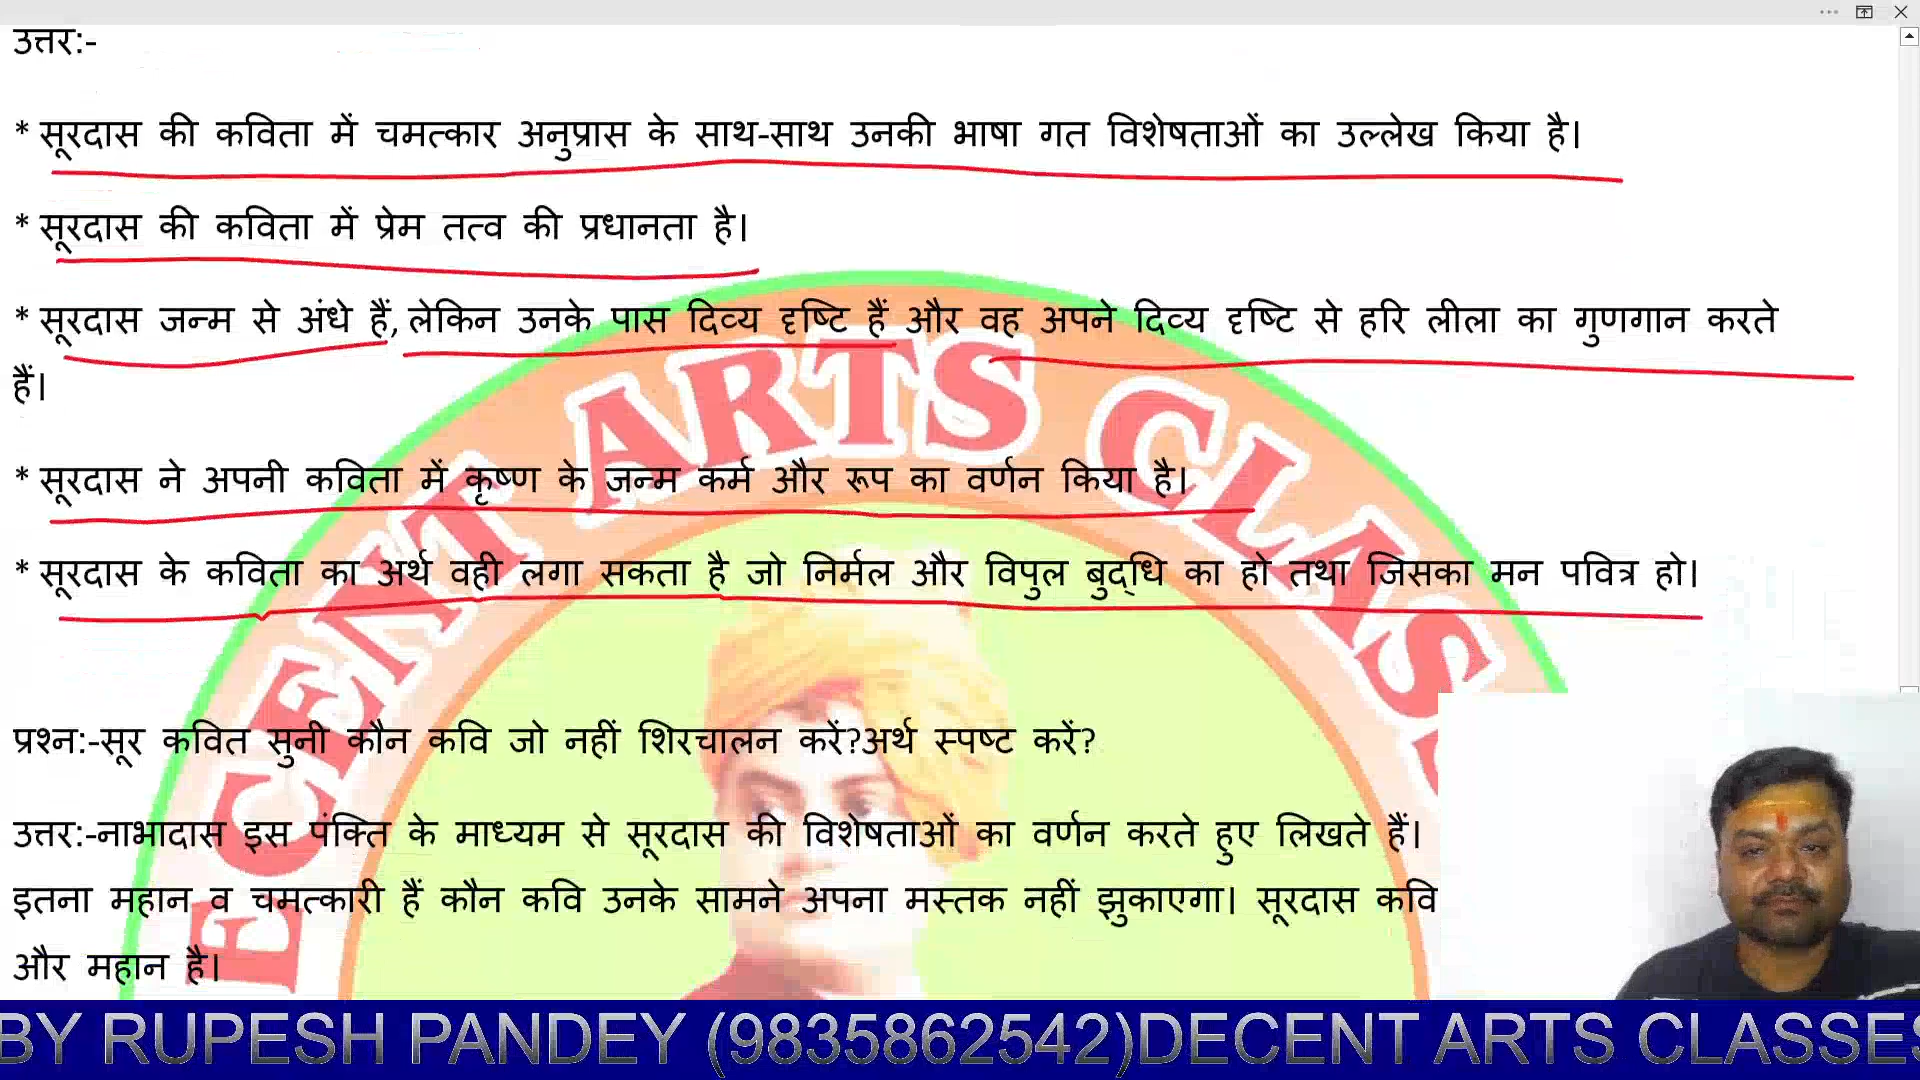 उत्तर:-
* सूरदास की कविता में चमत्कार अनुप्रास के साथ-साथ उनकी भाषा गत विशेषताओं का उल्लेख किया है।
* सूरदास की कविता में प्रेम तत्व की प्रधानता है।
* सूरदास जन्म से अंधे हैं, लेकिन उनके पास दिव्य दृष्टि हैं और वह अपने दिव्य दृष्टि से हरि लीला का गुणगान करते
हैं।
* सूरदास ने अपनी कविता में कृष्ण के जन्म कर्म और रूप का वर्णन किया है।
* सूरदास के कविता का अर्थ वही लगा सकता है जो निर्मल और विपुल बुद्धि का हो तथा जिसका मन पवित्र हो।
प्रश्न:-सूर कवित सुनी कौन कवि जो नहीं शिरचालन करें?अर्थ स्पष्ट करें?
उत्तर:-नाभादास इस पंक्ति के माध्यम से सूरदास की विशेषताओं का वर्णन करते हुए लिखते हैं।
इतना महान व चमत्कारी हैं कौन कवि उनके सामने अपना मस्तक नहीं झुकाएगा। सूरदास कवि
और महान है।
ECENT ARTS CLASS
BY RUPESH PANDEY (9835862542)DECENT ARTS CLASSES